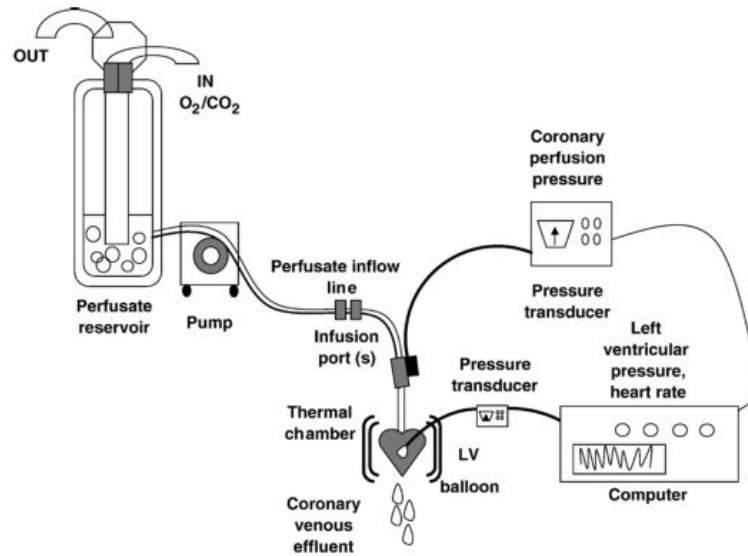 OUT
IN
O₂/CO₂
Coronary
perfusion
pressure
Perfusate inflow
line
Perfusate
reservoir
Pump
Infusion
port (s)
Pressure
transducer
Left
ventricular
pressure,
heart rate
Pressure
transducer
Thermal
chamber
LV
balloon
Computer
Coronary
venous
effluent